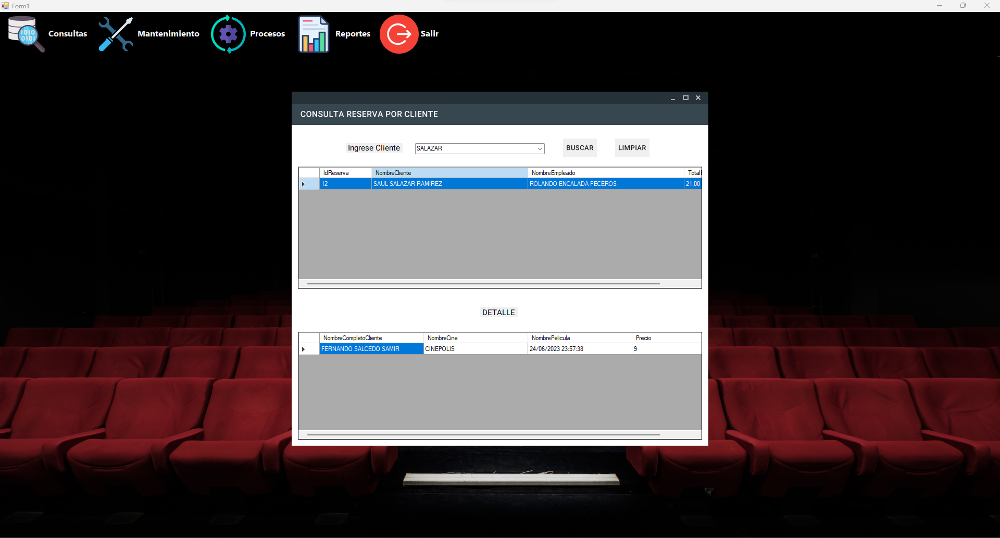 Form1
Consultas Mantenimiento Procesos Reportes Salir
CONSULTA RESERVA POR CLIENTE
Ingrese Cliente SALAZAR BUSCAR LIMPIAR
IdReserva NombreCliente NombreEmpleado Totall
12 SAUL SALAZAR RAMIREZ ROLANDO ENCALADA PECEROS 21,00
DETALLE
NombreCompletoCliente NombreCine NombrePelicula Precio
FERNANDO SALCEDO SAMIR CINEPOLIS 24/06/2023 23:57:38 9